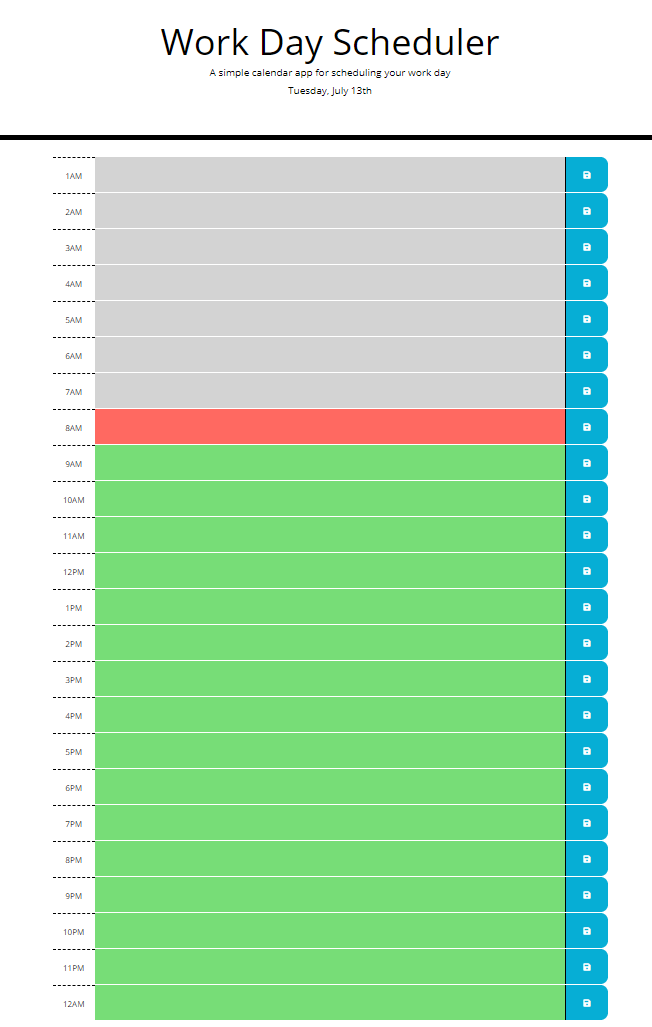 Work Day Scheduler
A simple calendar app for scheduling your work day
Tuesday, July 13th
1AM
2AM
3AM
4AM
5AM
6AM
7AM
8AM
9AM
10AM
11AM
12PM
1PM
2PM
3PM
4PM
5PM
6PM
7PM
8PM
9PM
10PM
11PM
12AM